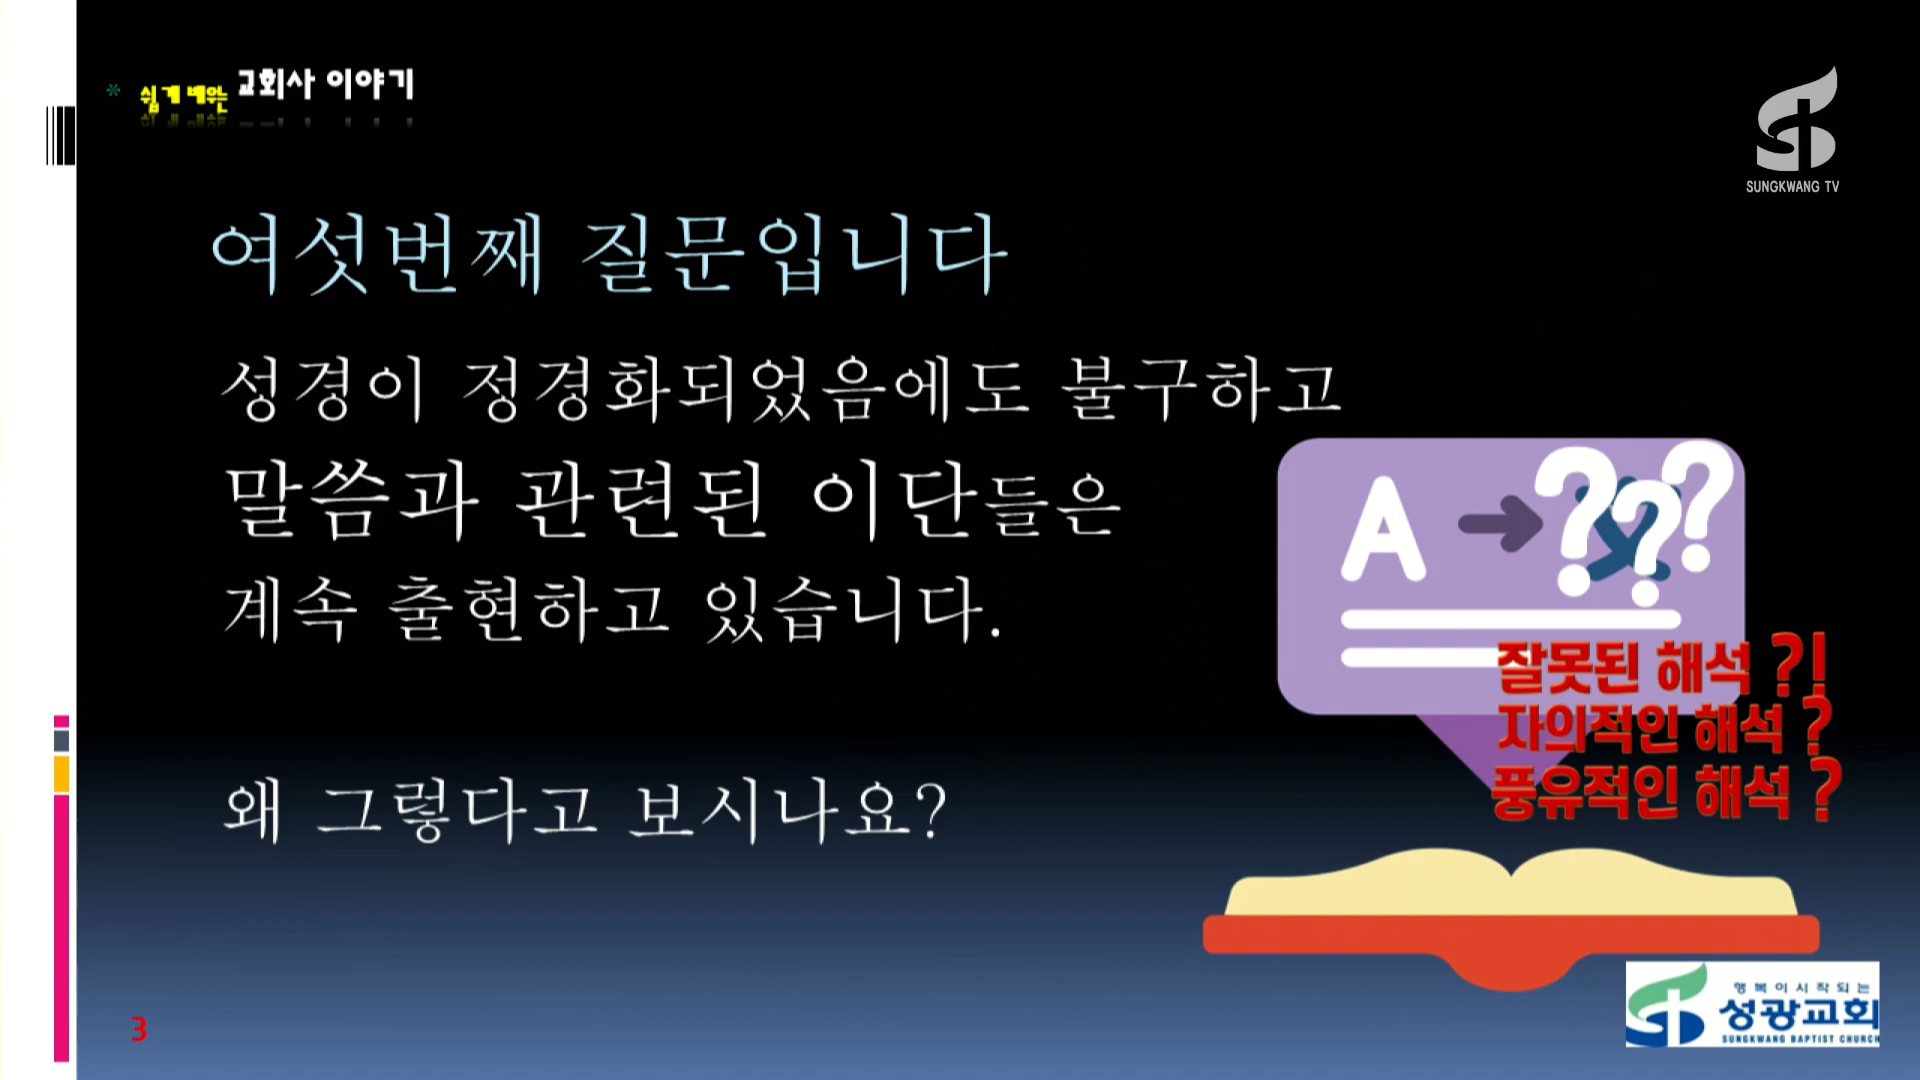 * 쉽게 배우는 교회사 이야기
SUNGKWANG TV
여섯번째 질문입니다
성경이 정경화되었음에도 불구하고
말씀과 관련된 이단들은
계속 출현하고 있습니다.
왜 그렇다고 보시나요?
A → ???
잘못된 해석 ?!
자의적인 해석 ?
풍유적인 해석 ?
3
행복이시작되는
성광교회
SUNGKWANG BAPTIST CHURCH